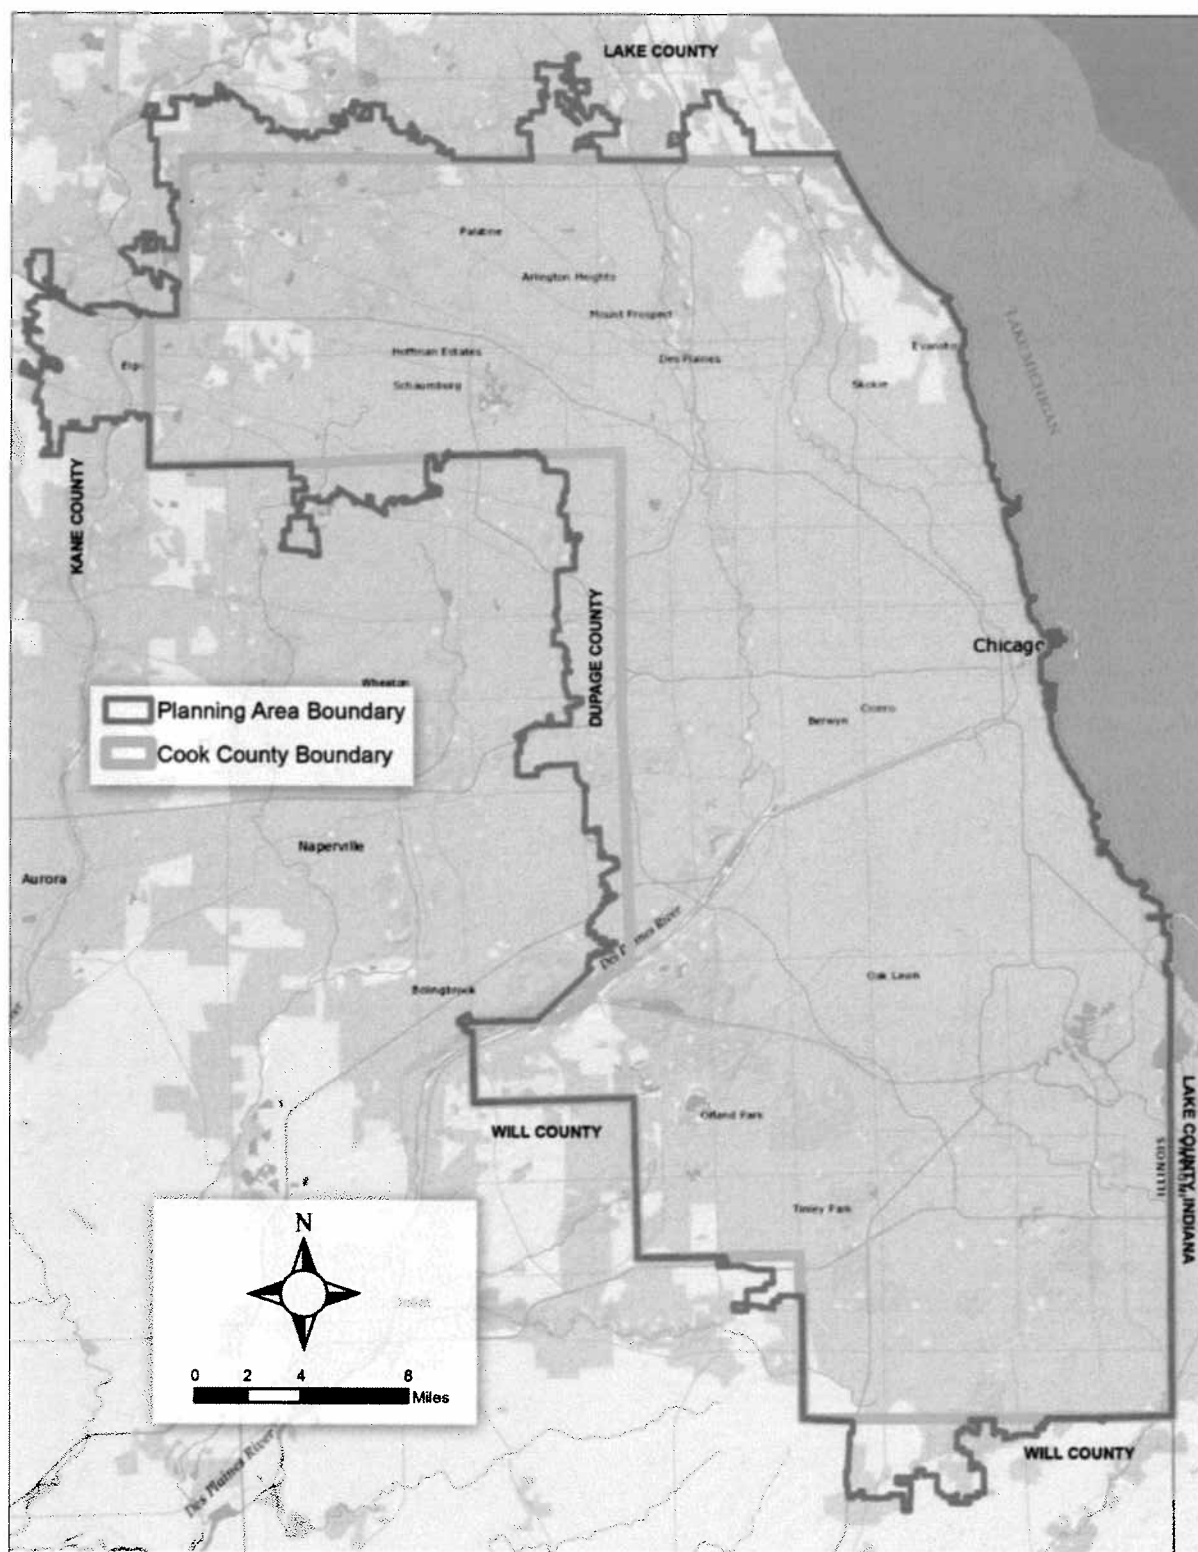 LAKE COUNTY
Palatine
Arlington Heights
Mount Prospect
LAKE MICHIGAN
Hoffman Estates
Des Plaines
Evanston
Schaumburg
Skokie
KANE COUNTY
DUPAGE COUNTY
Chicago
Wheaton
Planning Area Boundary
Cook County Boundary
Berwyn
Cicero
Naperville
Aurora
Des Plaines River
Oak Lawn
Bolingbrook
Orland Park
WILL COUNTY
LAKE COUNTY, INDIANA
ILLINOIS
Tinley Park
N
0 2 4 8
Miles
Des Plaines River
WILL COUNTY